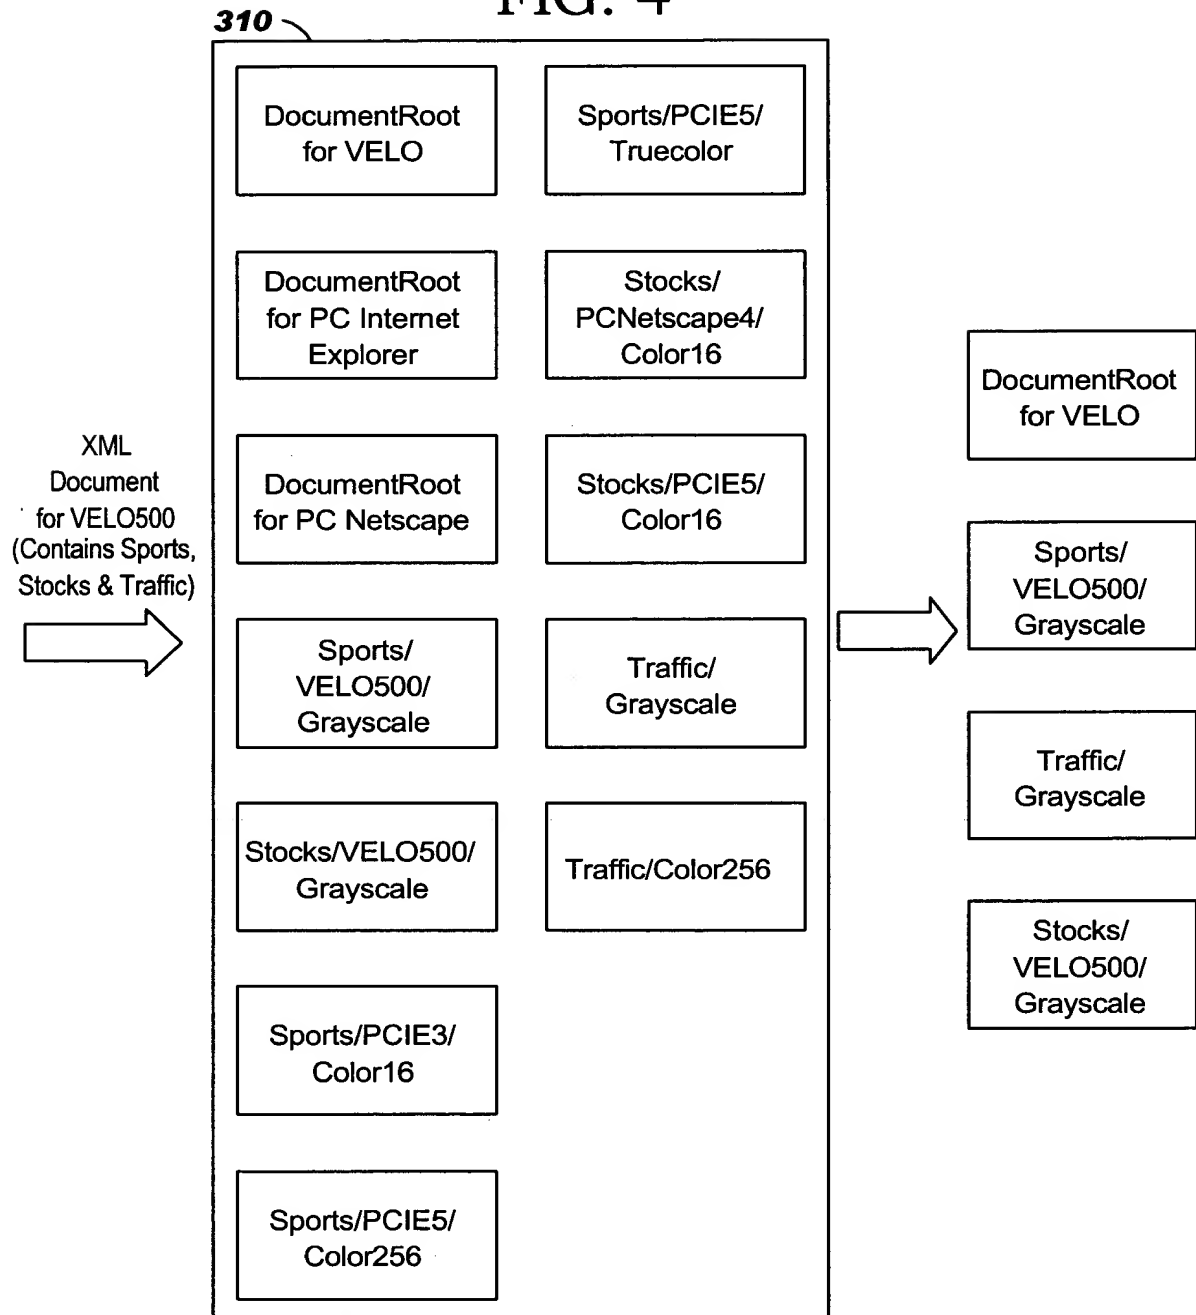 FIG. 4
310
DocumentRoot
for VELO
Sports/PCIE5/
Truecolor
DocumentRoot
for PC Internet
Explorer
Stocks/
PCNetscape4/
Color16
DocumentRoot
for PC Netscape
Stocks/PCIE5/
Color16
Sports/
VELO500/
Grayscale
Traffic/
Grayscale
Stocks/VELO500/
Grayscale
Traffic/Color256
Sports/PCIE3/
Color16
Sports/PCIE5/
Color256
XML
Document
for VELO500
(Contains Sports,
Stocks & Traffic)
DocumentRoot
for VELO
Sports/
VELO500/
Grayscale
Traffic/
Grayscale
Stocks/
VELO500/
Grayscale